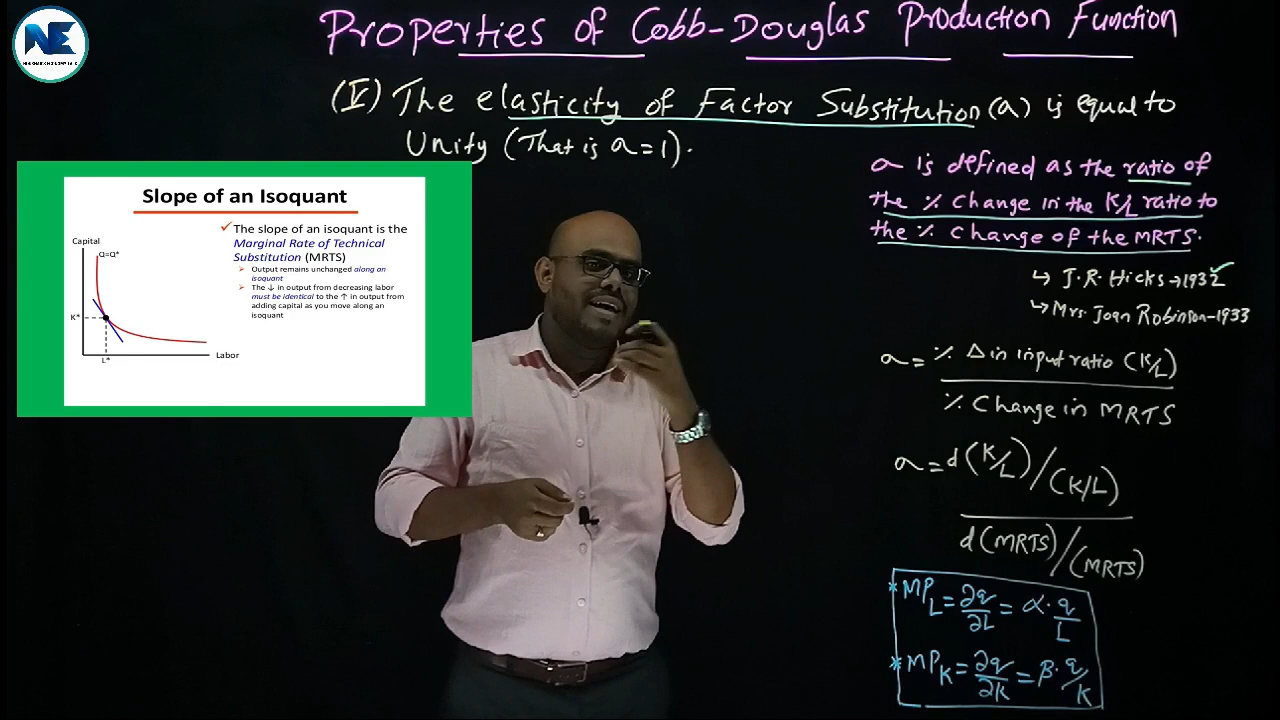 Properties of Cobb-Douglas Production Function
(V) The elasticity of Factor Substitution (a) is equal to
Unity (That is a=1).
NE
Slope of an Isoquant
Capital
Q=Q*
K*
L*
Labor
✓The slope of an isoquant is the
Marginal Rate of Technical
Substitution (MRTS)
➢ Output remains unchanged along an
isoquant
➢ The ↓ in output from decreasing labor
must be identical to the ↑ in output from
adding capital as you move along an
isoquant
a is defined as the ratio of
the % Change in the K/L ratio to
the % Change of the MRTS.
↳ J.R. Hicks → 1932 ✓
↳ Mrs. Joan Robinson-1933
a = % Δ in input ratio (K/L)
% Change in MRTS
a = d(K/L) / (K/L)
d(MRTS) / (MRTS)
* MP_L = ∂q/∂L = α · q/L
* MP_K = ∂q/∂K = β · q/K